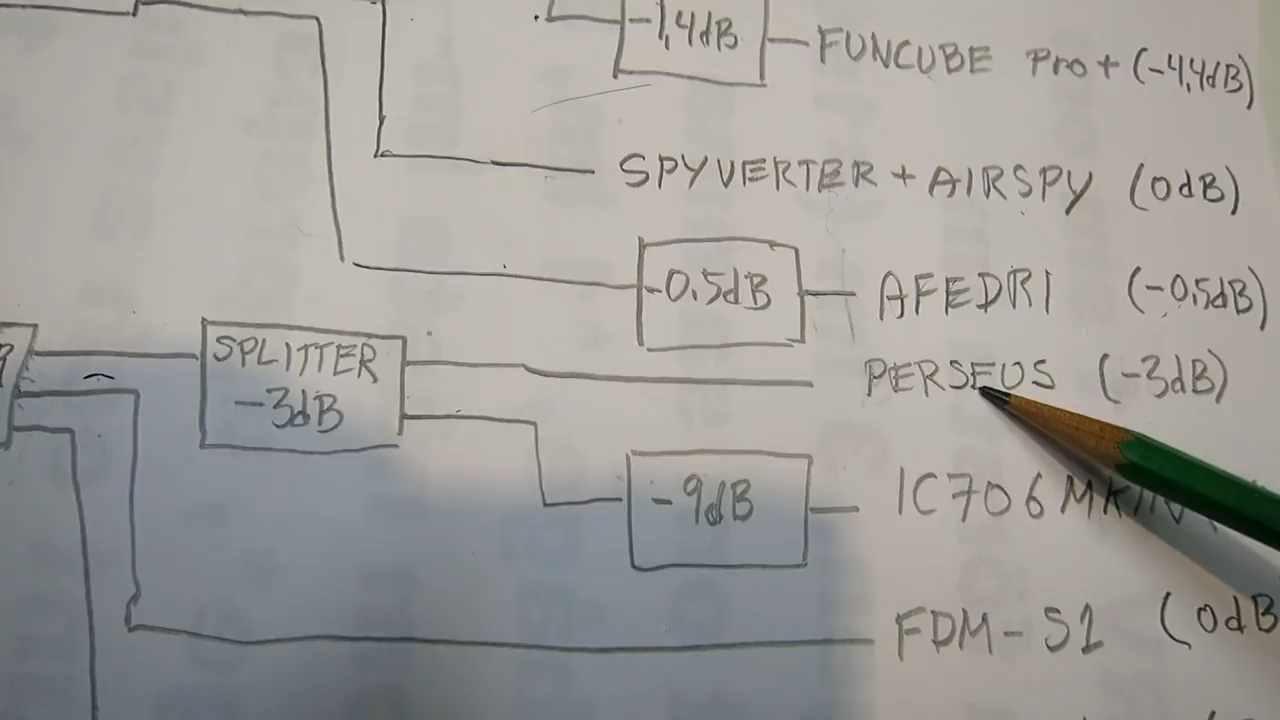 -1,4dB
FUNCUBE Pro+ (-4,4dB)
SPYVERTER + AIRSPY (0dB)
-0.5dB
AFEDRI (-0,5dB)
SPLITTER
-3dB
PERSEUS (-3dB)
-9dB
IC706
FDM-S1 (0dB